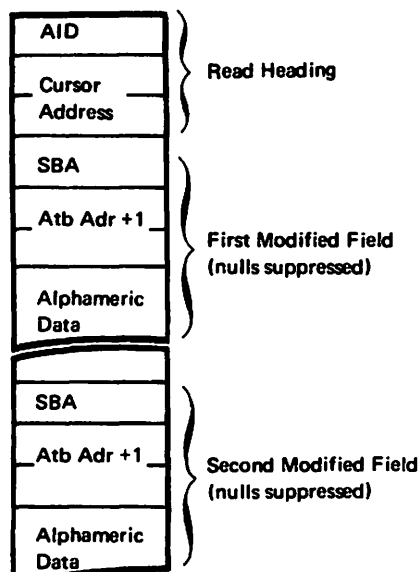 AID
Cursor
Address
Read Heading
SBA
Atb Adr +1
Alphameric
Data
First Modified Field
(nulls suppressed)
SBA
Atb Adr +1
Alphameric
Data
Second Modified Field
(nulls suppressed)